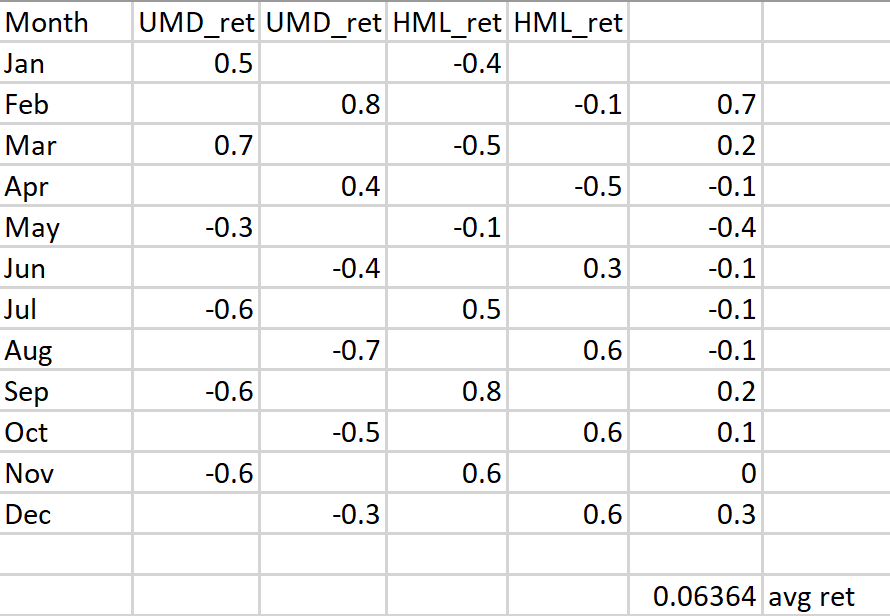 Month UMD_ret UMD_ret HML_ret HML_ret
Jan 0.5 -0.4
Feb 0.8 -0.1 0.7
Mar 0.7 -0.5 0.2
Apr 0.4 -0.5 -0.1
May -0.3 -0.1 -0.4
Jun -0.4 0.3 -0.1
Jul -0.6 0.5 -0.1
Aug -0.7 0.6 -0.1
Sep -0.6 0.8 0.2
Oct -0.5 0.6 0.1
Nov -0.6 0.6 0
Dec -0.3 0.6 0.3
0.06364 avg ret